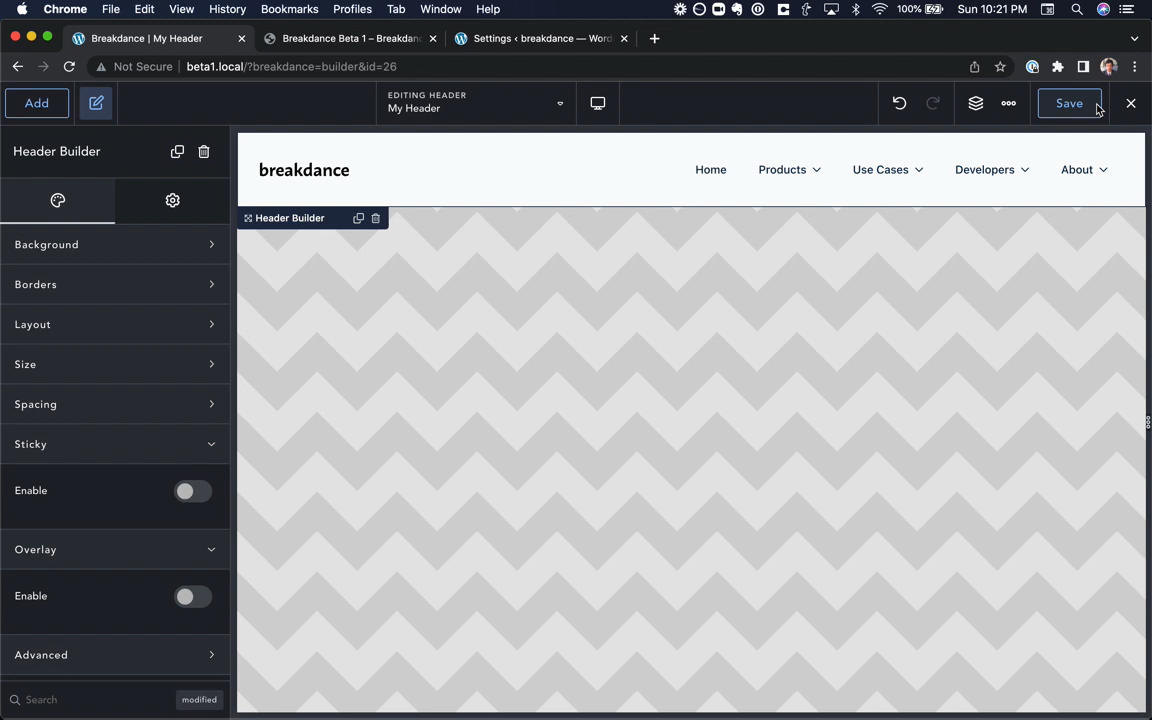 Chrome File Edit View History Bookmarks Profiles Tab Window Help 100% Sun 10:21 PM
Breakdance | My Header Breakdance Beta 1 – Breakdan Settings ‹ breakdance — Word
Not Secure beta1.local/?breakdance=builder&id=26
Add EDITING HEADER Save
My Header
Header Builder
breakdance Home Products Use Cases Developers About
Header Builder
Background
Borders
Layout
Size
Spacing
Sticky
Enable
Overlay
Enable
Advanced
Search modified